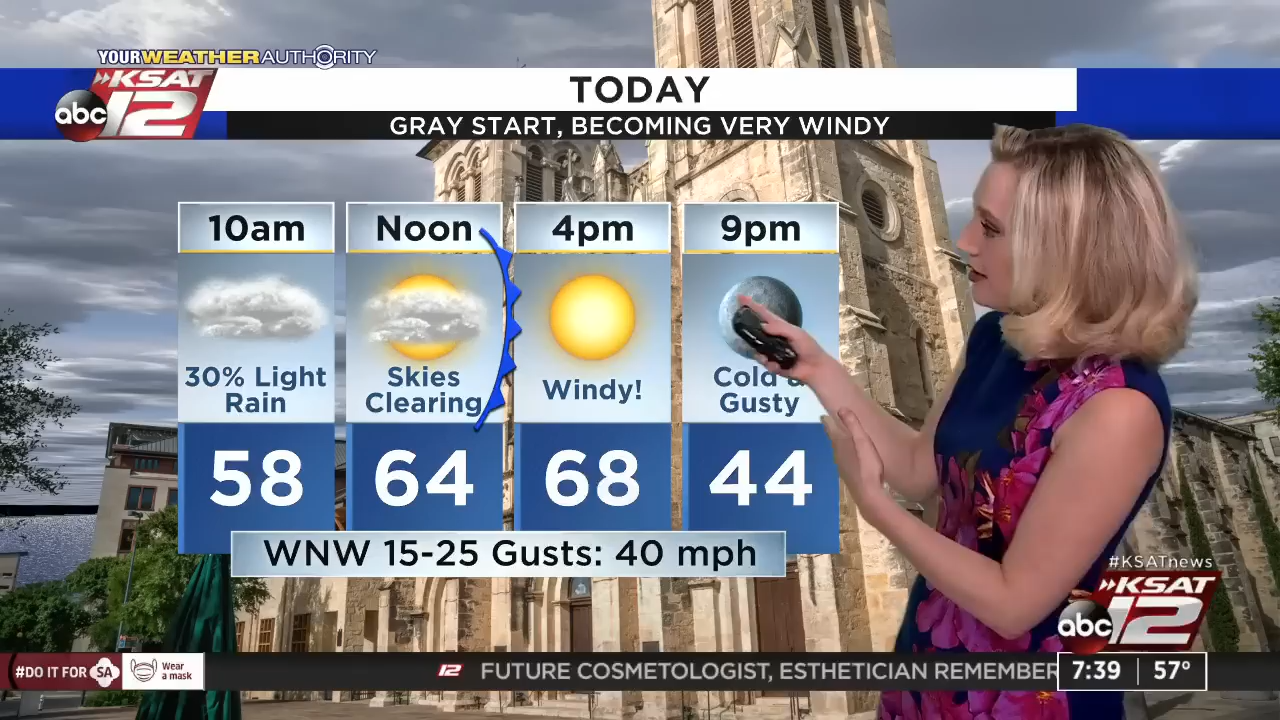 YOURWEATHERAUTHORITY
KSAT
abc 12
TODAY
GRAY START, BECOMING VERY WINDY
10am
Noon
4pm
9pm
30% Light
Rain
Skies
Clearing
Windy!
Cold &
Gusty
58
64
68
44
WNW 15-25 Gusts: 40 mph
#KSATnews
KSAT
abc 12
#DO IT FOR SA
Wear
a mask
12 FUTURE COSMETOLOGIST, ESTHETICIAN REMEMBER
7:39 57°